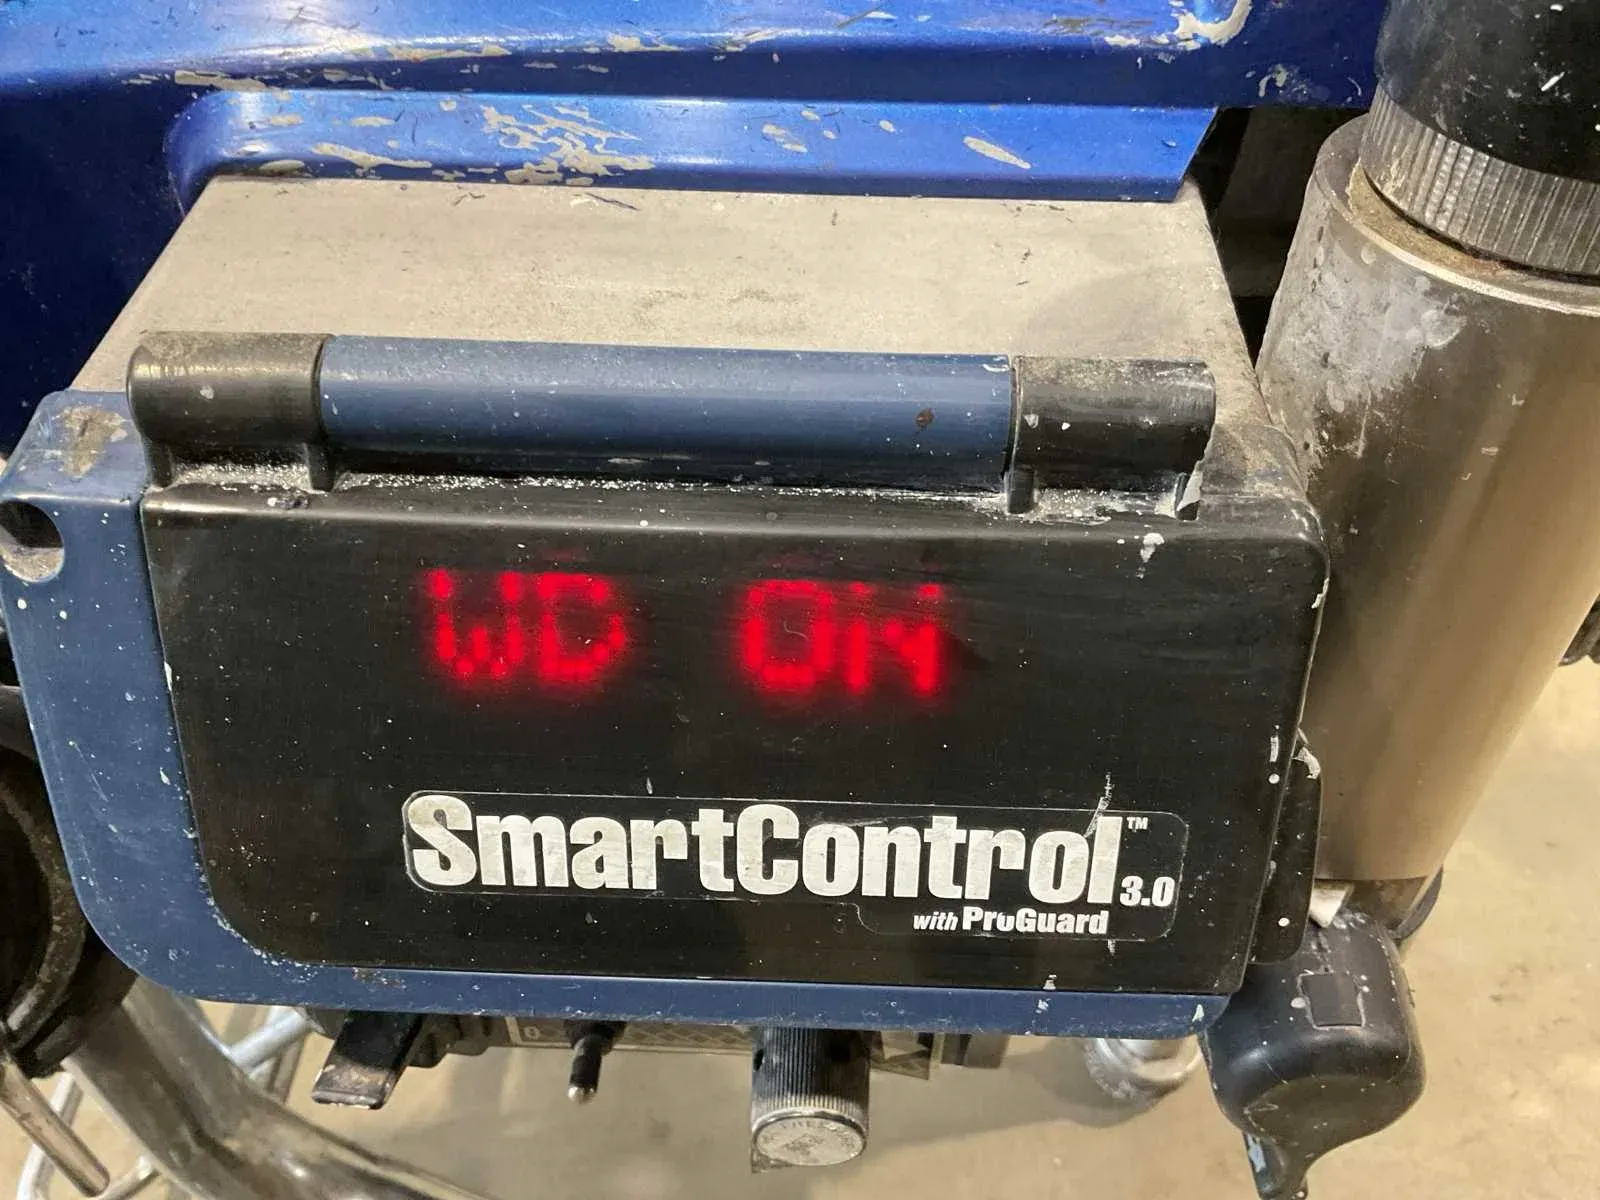 WD ON
SmartControl™ 3.0
with ProGuard